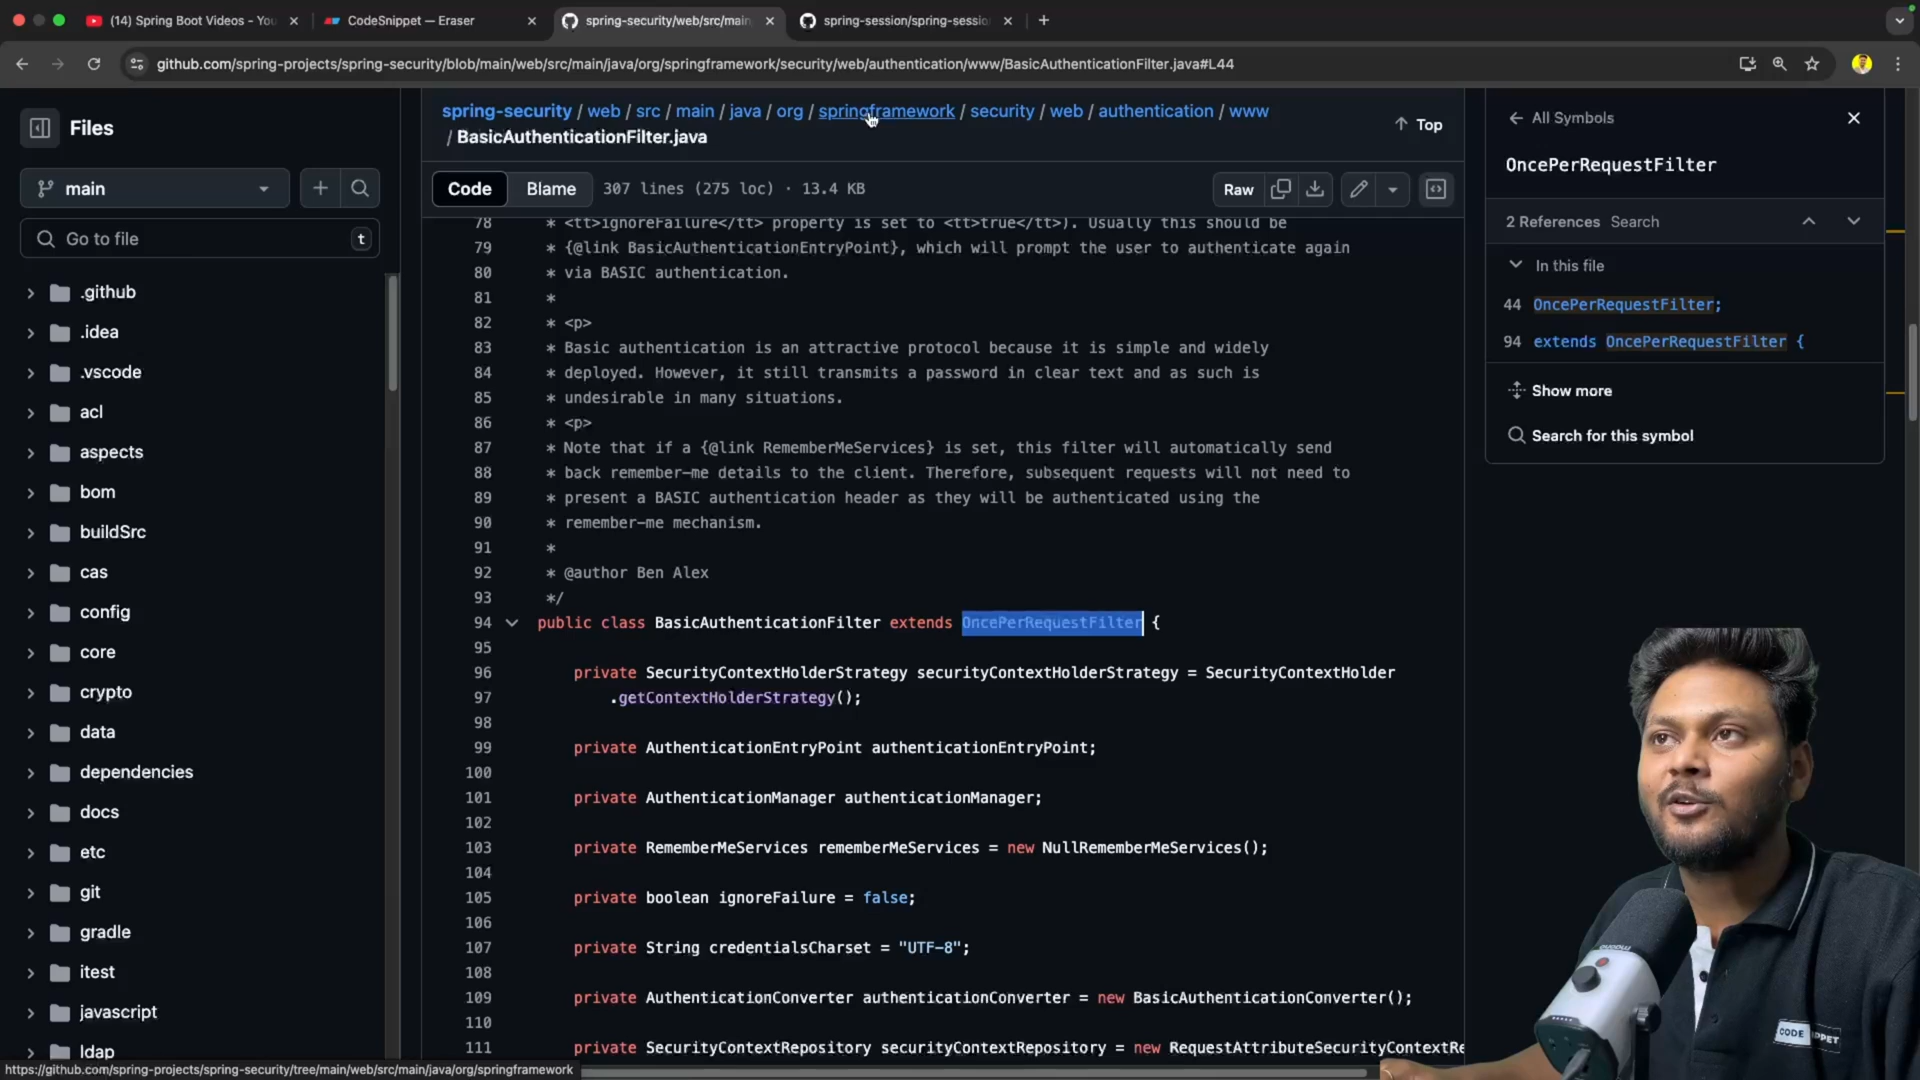 (14) Spring Boot Videos - You
CodeSnippet — Eraser
spring-security/web/src/main
spring-session/spring-sessio
github.com/spring-projects/spring-security/blob/main/web/src/main/java/org/springframework/security/web/authentication/www/BasicAuthenticationFilter.java#L44
Files
main
Go to file
t
.github
.idea
.vscode
acl
aspects
bom
buildSrc
cas
config
core
crypto
data
dependencies
docs
etc
git
gradle
itest
javascript
ldap
spring-security / web / src / main / java / org / springframework / security / web / authentication / www
/ BasicAuthenticationFilter.java
Top
Code Blame 307 lines (275 loc) · 13.4 KB
Raw
78 * <tt>ignoreFailure</tt> property is set to <tt>true</tt>). Usually this should be
79 * {@link BasicAuthenticationEntryPoint}, which will prompt the user to authenticate again
80 * via BASIC authentication.
81 *
82 * <p>
83 * Basic authentication is an attractive protocol because it is simple and widely
84 * deployed. However, it still transmits a password in clear text and as such is
85 * undesirable in many situations.
86 * <p>
87 * Note that if a {@link RememberMeServices} is set, this filter will automatically send
88 * back remember-me details to the client. Therefore, subsequent requests will not need to
89 * present a BASIC authentication header as they will be authenticated using the
90 * remember-me mechanism.
91 *
92 * @author Ben Alex
93 */
94 public class BasicAuthenticationFilter extends OncePerRequestFilter {
95
96 private SecurityContextHolderStrategy securityContextHolderStrategy = SecurityContextHolder
97 .getContextHolderStrategy();
98
99 private AuthenticationEntryPoint authenticationEntryPoint;
100
101 private AuthenticationManager authenticationManager;
102
103 private RememberMeServices rememberMeServices = new NullRememberMeServices();
104
105 private boolean ignoreFailure = false;
106
107 private String credentialsCharset = "UTF-8";
108
109 private AuthenticationConverter authenticationConverter = new BasicAuthenticationConverter();
110
111 private SecurityContextRepository securityContextRepository = new RequestAttributeSecurityContextRe
All Symbols
OncePerRequestFilter
2 References Search
In this file
44 OncePerRequestFilter;
94 extends OncePerRequestFilter {
Show more
Search for this symbol
https://github.com/spring-projects/spring-security/tree/main/web/src/main/java/org/springframework